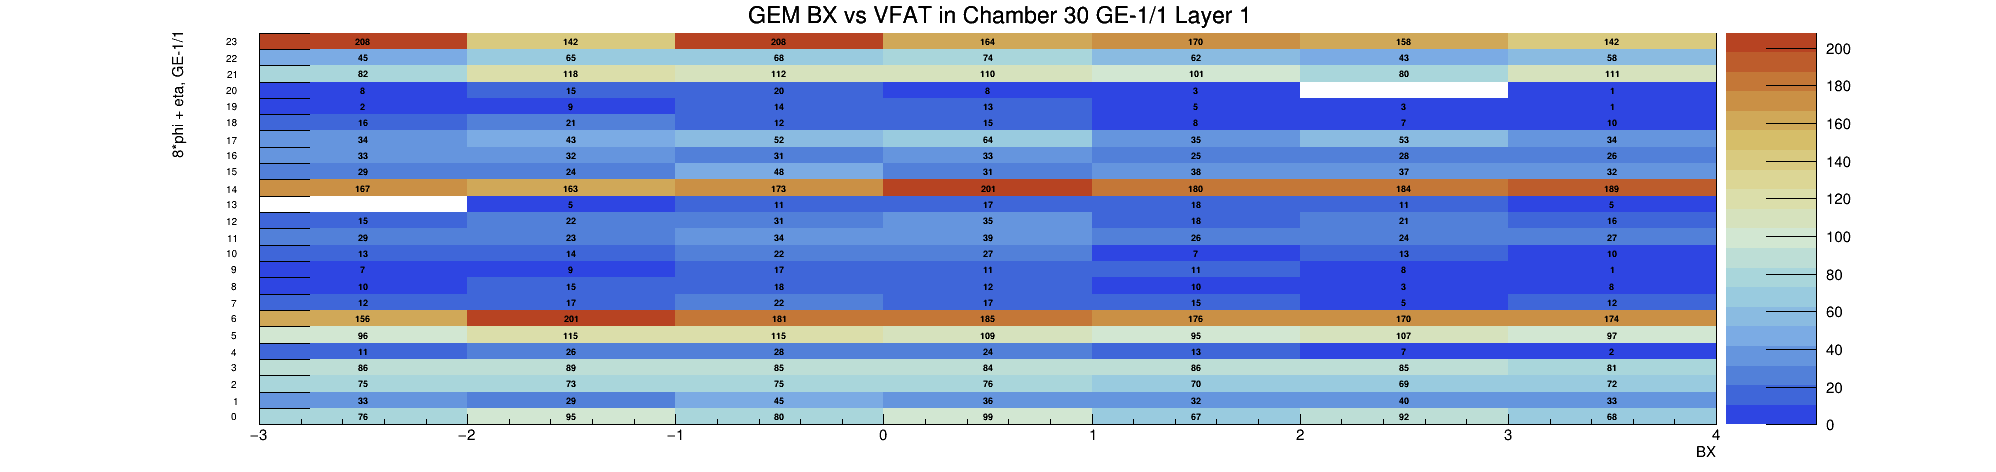 GEM BX vs VFAT in Chamber 30 GE-1/1 Layer 1
8*phi + eta, GE-1/1
23 208 142 208 164 170 158 142
22 45 65 68 74 62 43 58
21 82 118 112 110 101 80 111
20 8 15 20 8 3 1
19 2 9 14 13 5 3 1
18 16 21 12 15 8 7 10
17 34 43 52 64 35 53 34
16 33 32 31 33 25 28 26
15 29 24 48 31 38 37 32
14 167 163 173 201 180 184 189
13 5 11 17 18 11 5
12 15 22 31 35 18 21 16
11 29 23 34 39 26 24 27
10 13 14 22 27 7 13 10
9 7 9 17 11 11 8 1
8 10 15 18 12 10 3 8
7 12 17 22 17 15 5 12
6 156 201 181 185 176 170 174
5 96 115 115 109 95 107 97
4 11 26 28 24 13 7 2
3 86 89 85 84 86 85 81
2 75 73 75 76 70 69 72
1 33 29 45 36 32 40 33
0 76 95 80 99 67 92 68
−3 −2 −1 0 1 2 3 4
BX
200
180
160
140
120
100
80
60
40
20
0